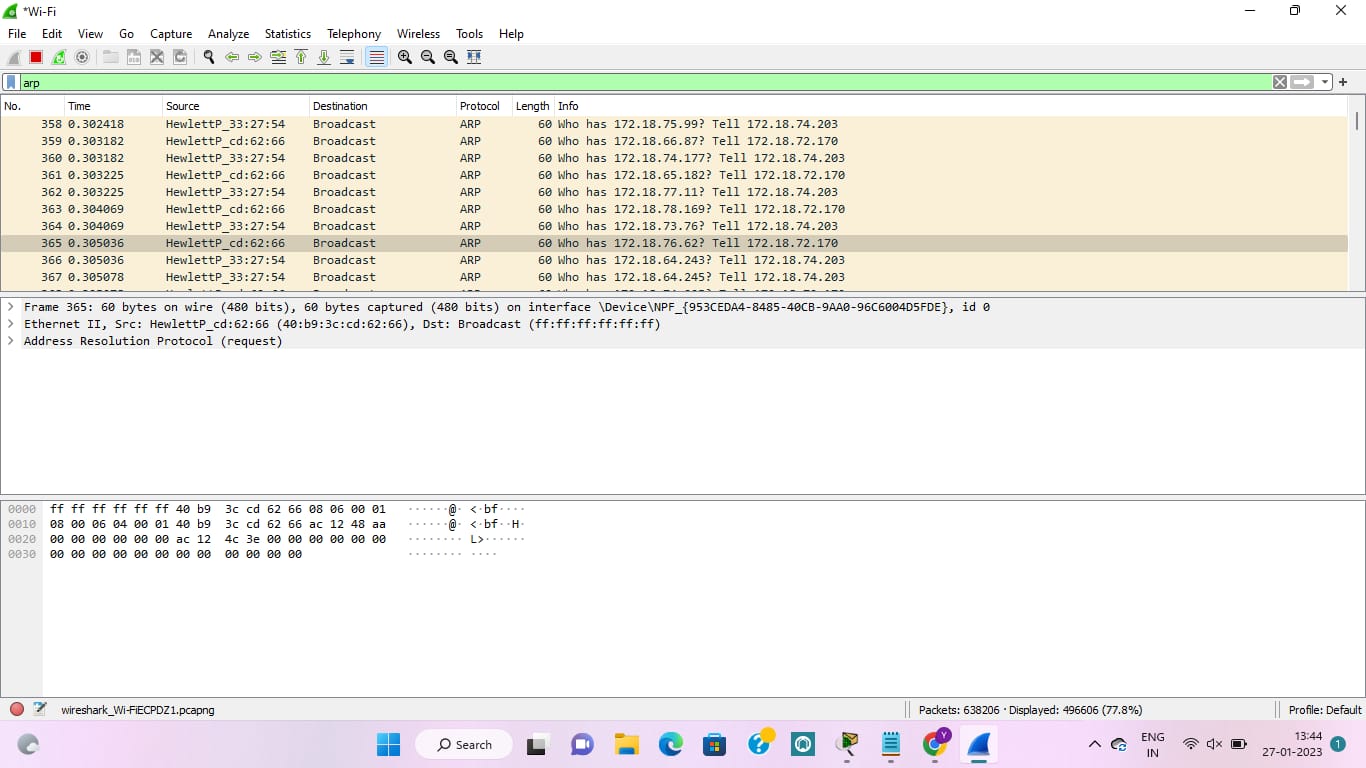 *Wi-Fi
File Edit View Go Capture Analyze Statistics Telephony Wireless Tools Help
arp
No. Time Source Destination Protocol Length Info
358 0.302418 HewlettP_33:27:54 Broadcast ARP 60 Who has 172.18.75.99? Tell 172.18.74.203
359 0.303182 HewlettP_cd:62:66 Broadcast ARP 60 Who has 172.18.66.87? Tell 172.18.72.170
360 0.303182 HewlettP_33:27:54 Broadcast ARP 60 Who has 172.18.74.177? Tell 172.18.74.203
361 0.303225 HewlettP_cd:62:66 Broadcast ARP 60 Who has 172.18.65.182? Tell 172.18.72.170
362 0.303225 HewlettP_33:27:54 Broadcast ARP 60 Who has 172.18.77.11? Tell 172.18.74.203
363 0.304069 HewlettP_cd:62:66 Broadcast ARP 60 Who has 172.18.78.169? Tell 172.18.72.170
364 0.304069 HewlettP_33:27:54 Broadcast ARP 60 Who has 172.18.73.76? Tell 172.18.74.203
365 0.305036 HewlettP_cd:62:66 Broadcast ARP 60 Who has 172.18.76.62? Tell 172.18.72.170
366 0.305036 HewlettP_33:27:54 Broadcast ARP 60 Who has 172.18.64.243? Tell 172.18.74.203
367 0.305078 HewlettP_33:27:54 Broadcast ARP 60 Who has 172.18.64.245? Tell 172.18.74.203
Frame 365: 60 bytes on wire (480 bits), 60 bytes captured (480 bits) on interface \Device\NPF_{953CEDA4-8485-40CB-9AA0-96C6004D5FDE}, id 0
Ethernet II, Src: HewlettP_cd:62:66 (40:b9:3c:cd:62:66), Dst: Broadcast (ff:ff:ff:ff:ff:ff)
Address Resolution Protocol (request)
0000 ff ff ff ff ff ff 40 b9 3c cd 62 66 08 06 00 01 ······@· <·bf····
0010 08 00 06 04 00 01 40 b9 3c cd 62 66 ac 12 48 aa ······@· <·bf··H·
0020 00 00 00 00 00 00 ac 12 4c 3e 00 00 00 00 00 00 ········ L>······
0030 00 00 00 00 00 00 00 00 00 00 00 00 ········ ····
wireshark_Wi-FiECPDZ1.pcapng Packets: 638206 · Displayed: 496606 (77.8%) Profile: Default
Search ENG IN 13:44 27-01-2023 1